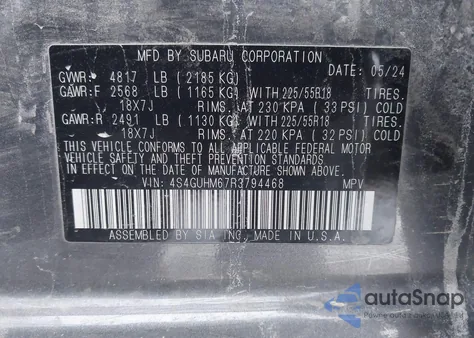 MFD BY SUBARU CORPORATION
GVWR: 4817 LB (2185 KG) DATE: 05/24
GAWR:F 2568 LB (1165 KG) WITH 225/55R18 TIRES.
18X7J RIMS. AT 230 KPA (33 PSI) COLD
GAWR:R 2491 LB (1130 KG) WITH 225/55R18 TIRES.
18X7J RIMS. AT 220 KPA (32 PSI) COLD
THIS VEHICLE CONFORMS TO ALL APPLICABLE FEDERAL MOTOR
VEHICLE SAFETY AND THEFT PREVENTION STANDARDS IN
EFFECT ON THE DATE OF MANUFACTURE SHOWN ABOVE.
VIN: 4S4GUHM67R3794468 MPV
ASSEMBLED BY SIA INC, MADE IN U.S.A.
autoSnap